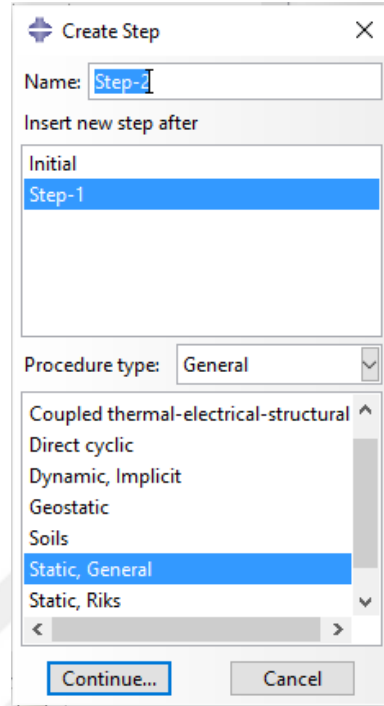 Create Step
Name: Step-2
Insert new step after
Initial
Step-1
Procedure type: General
Coupled thermal-electrical-structural
Direct cyclic
Dynamic, Implicit
Geostatic
Soils
Static, General
Static, Riks
Continue... Cancel